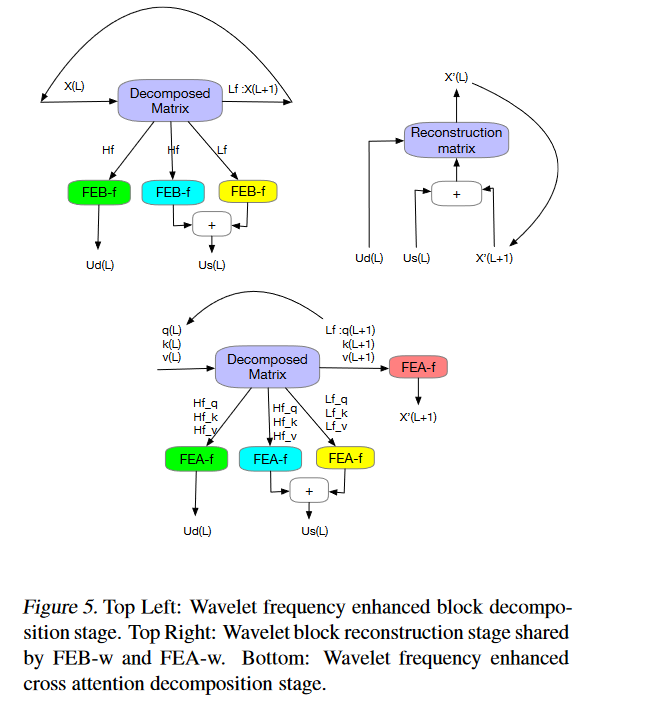 X(L)
Decomposed
Matrix
Lf :X(L+1)
Hf
Hf
Lf
FEB-f
FEB-f
FEB-f
+
Ud(L)
Us(L)
X'(L)
Reconstruction
matrix
+
Ud(L)
Us(L)
X'(L+1)
q(L)
k(L)
v(L)
Decomposed
Matrix
Lf :q(L+1)
k(L+1)
v(L+1)
FEA-f
X'(L+1)
Hf_q
Hf_k
Hf_v
Hf_q
Hf_k
Hf_v
Lf_q
Lf_k
Lf_v
FEA-f
FEA-f
FEA-f
+
Ud(L)
Us(L)
Figure 5. Top Left: Wavelet frequency enhanced block decompo-
sition stage. Top Right: Wavelet block reconstruction stage shared
by FEB-w and FEA-w. Bottom: Wavelet frequency enhanced
cross attention decomposition stage.